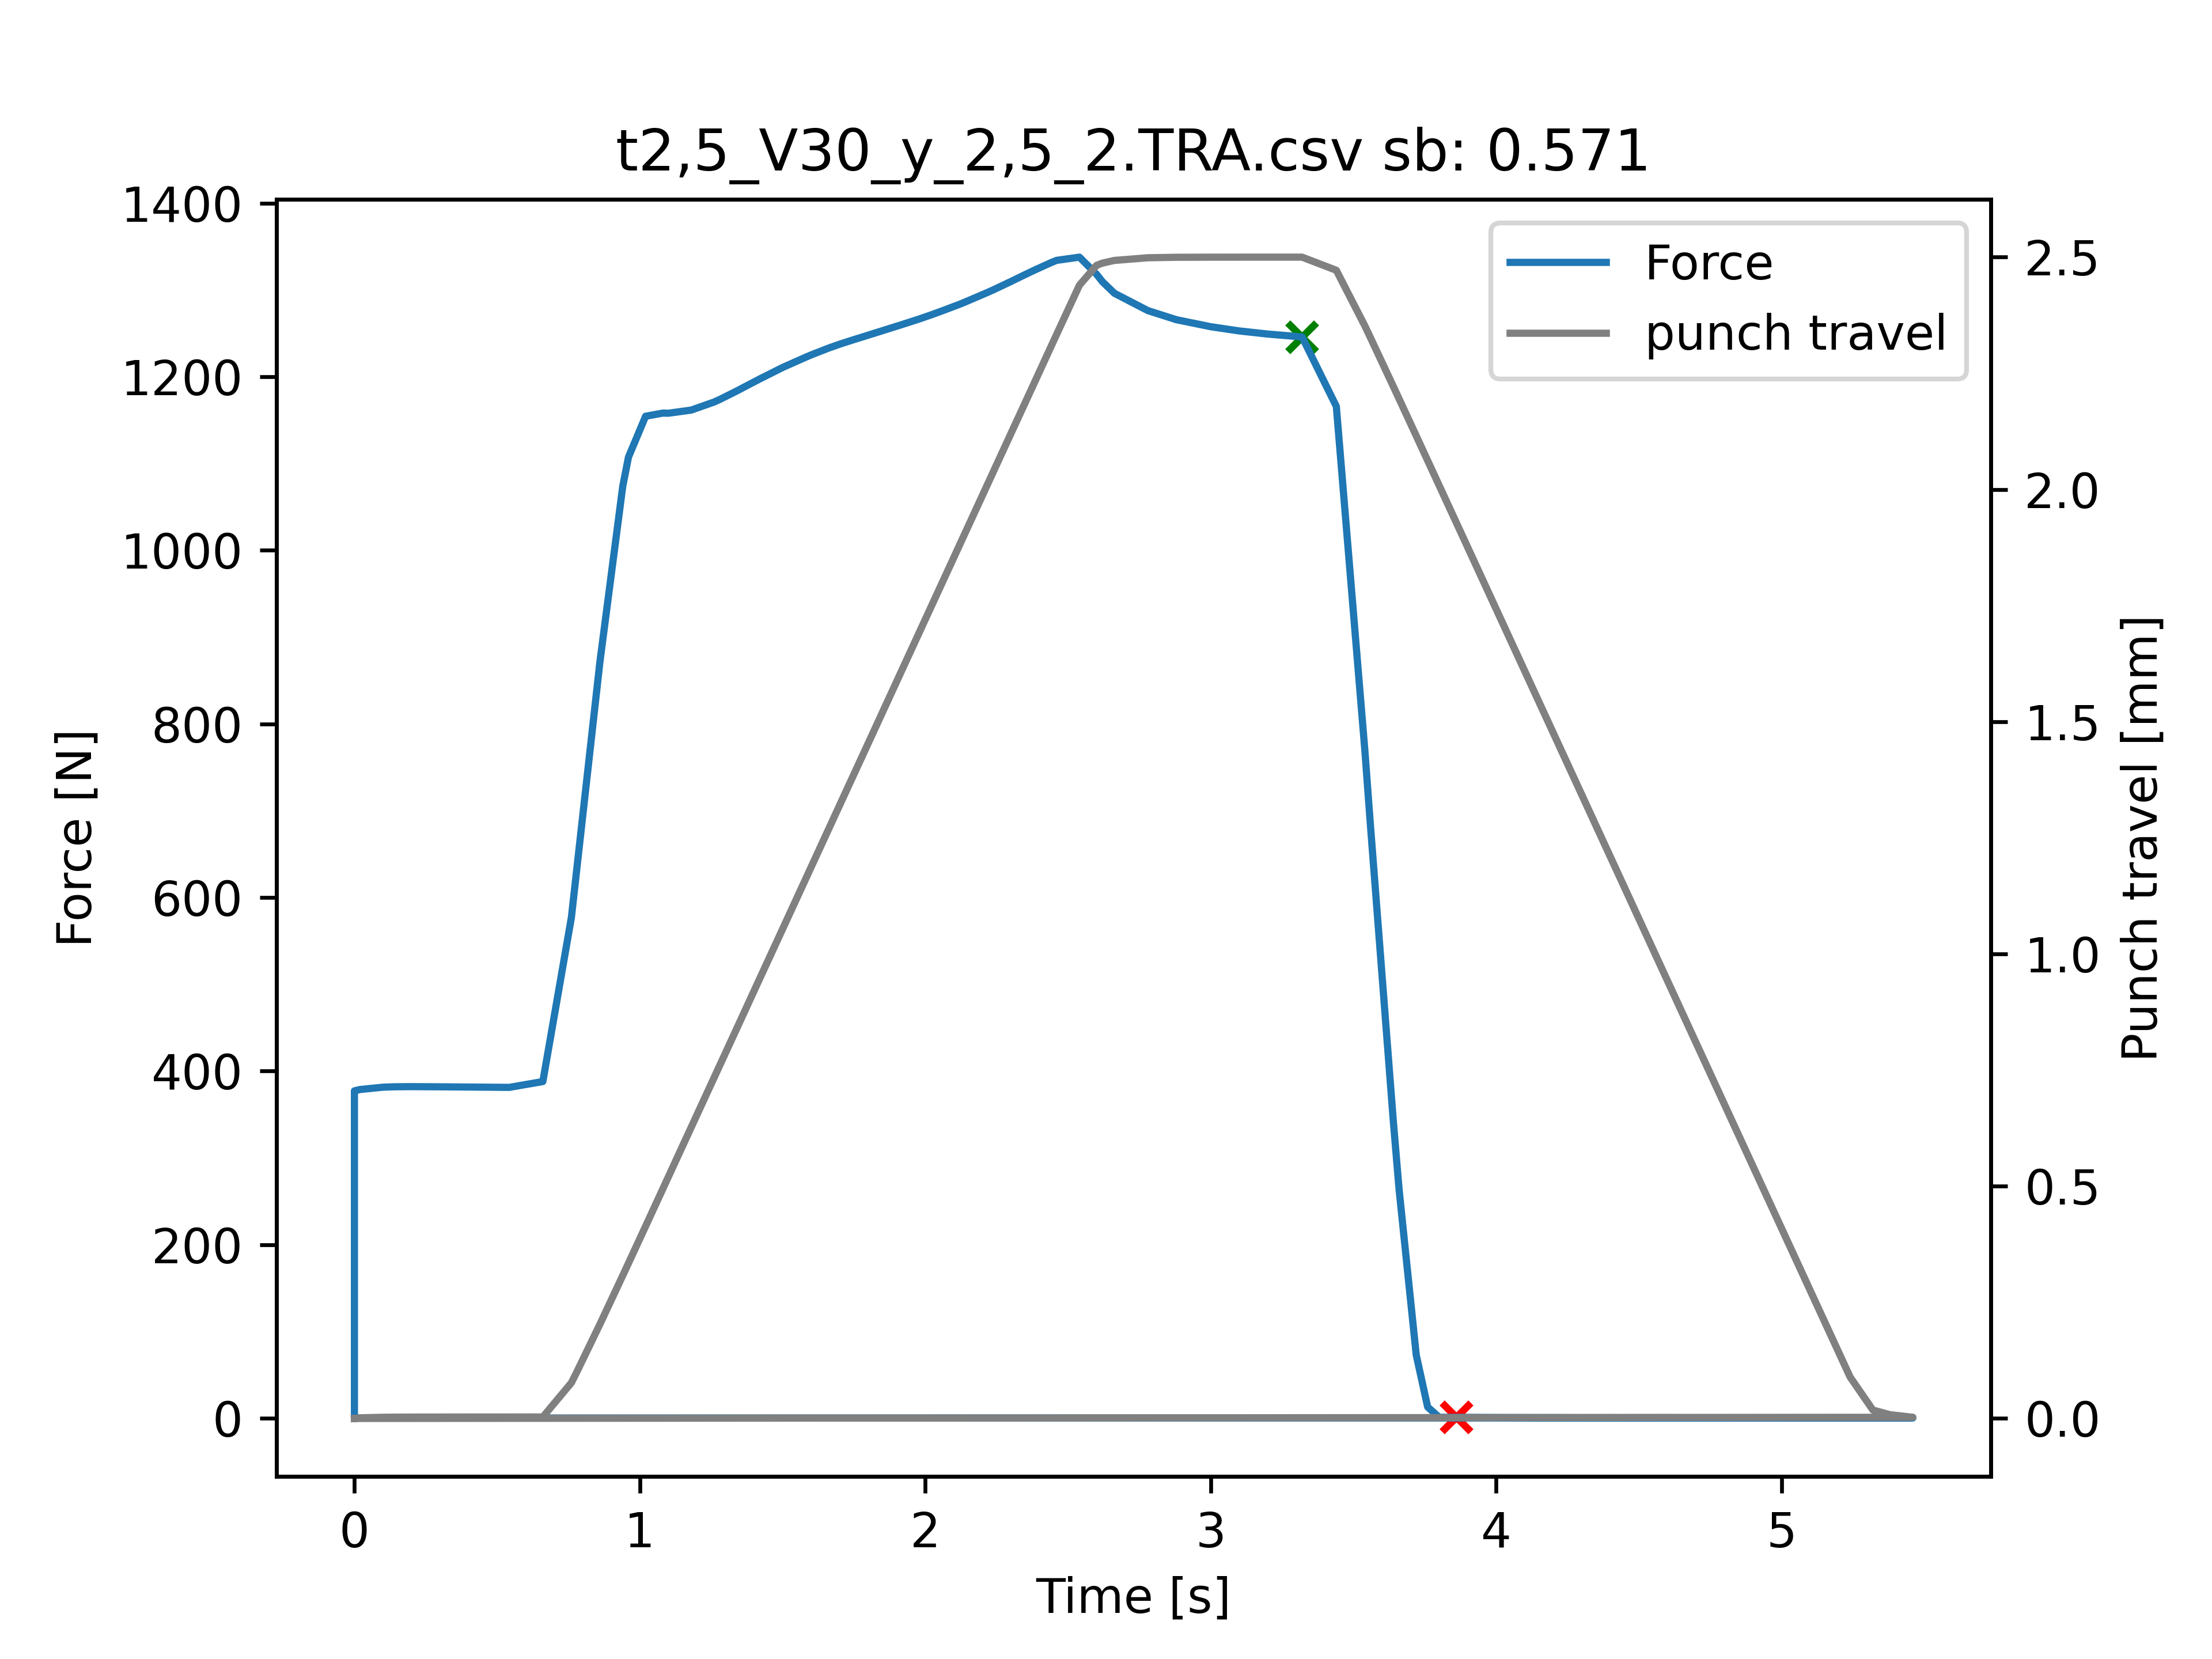 t2,5_V30_y_2,5_2.TRA.csv sb: 0.571
Force
punch travel
Force [N]
1400
1200
1000
800
600
400
200
0
Punch travel [mm]
2.5
2.0
1.5
1.0
0.5
0.0
0 1 2 3 4 5
Time [s]